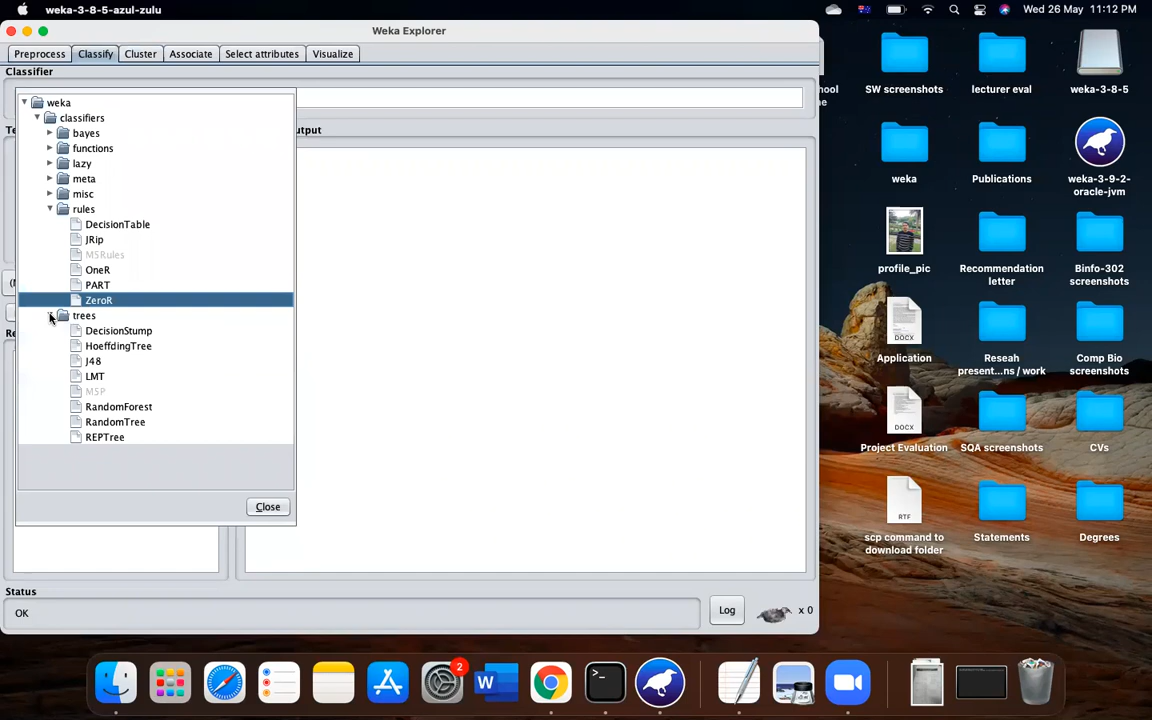 weka-3-8-5-azul-zulu
Wed 26 May 11:12 PM
Weka Explorer
Preprocess Classify Cluster Associate Select attributes Visualize
Classifier
weka
classifiers
bayes
functions
lazy
meta
misc
rules
DecisionTable
JRip
M5Rules
OneR
PART
ZeroR
trees
DecisionStump
HoeffdingTree
J48
LMT
M5P
RandomForest
RandomTree
REPTree
Close
Status
OK
Log
x 0
SW screenshots
lecturer eval
weka-3-8-5
weka
Publications
weka-3-9-2-
oracle-jvm
profile_pic
Recommendation
letter
Binfo-302
screenshots
DOCX
Application
Reseah
present...ns / work
Comp Bio
screenshots
DOCX
Project Evaluation
SQA screenshots
CVs
RTF
scp command to
download folder
Statements
Degrees
2
W
>_